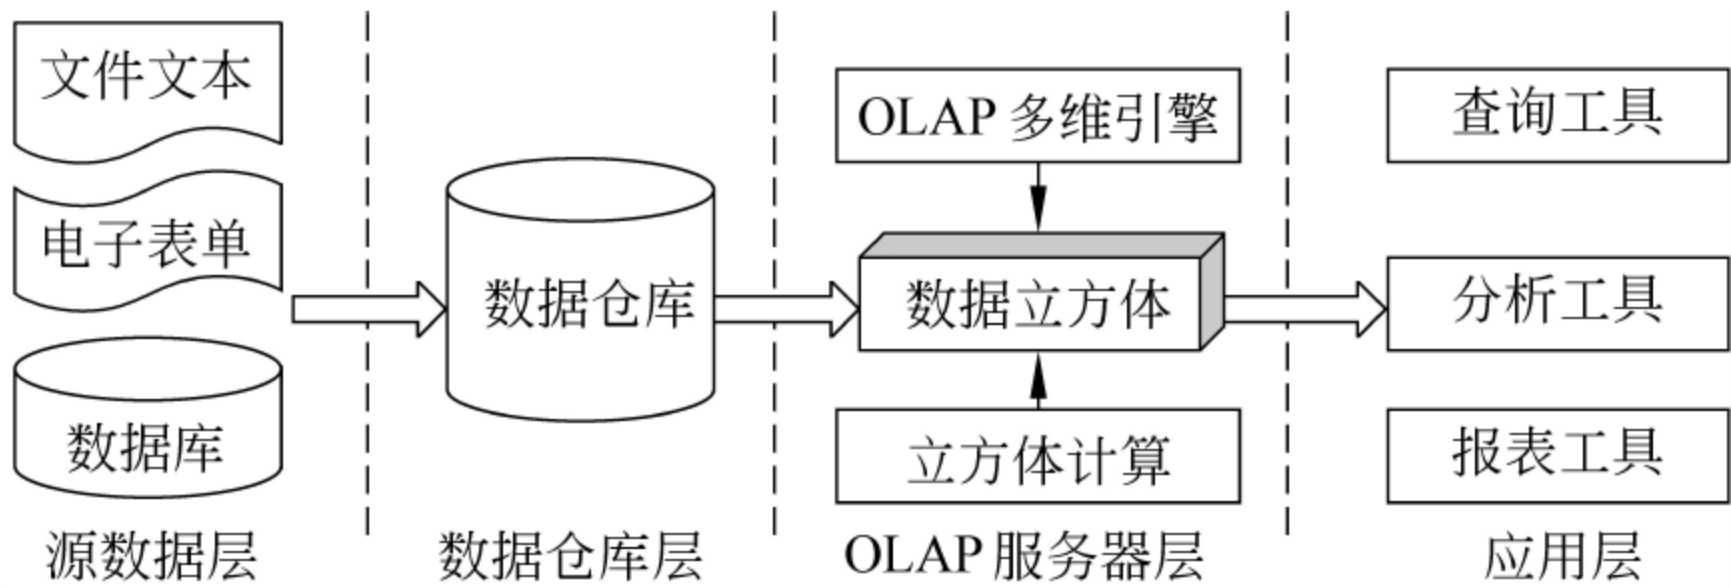 文件文本
电子表单
数据库
源数据层
数据仓库
数据仓库层
OLAP 多维引擎
数据立方体
立方体计算
OLAP 服务器层
查询工具
分析工具
报表工具
应用层